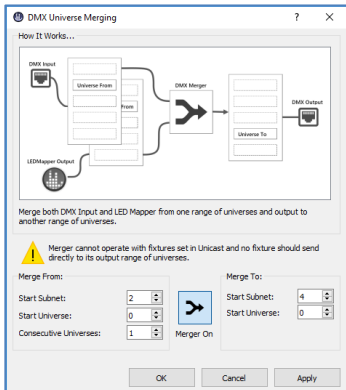 DMX Universe Merging
? ×
How It Works...
DMX Input
Universe From
From
DMX Merger
DMX Output
Universe To
LEDMapper Output
Merge both DMX Input and LED Mapper from one range of universes and output to
another range of universes.
Merger cannot operate with fixtures set in Unicast and no fixture should send
directly to its output range of universes.
Merge From:
Start Subnet: 2
Start Universe: 0
Consecutive Universes: 1
Merger On
Merge To:
Start Subnet: 4
Start Universe: 0
OK Cancel Apply